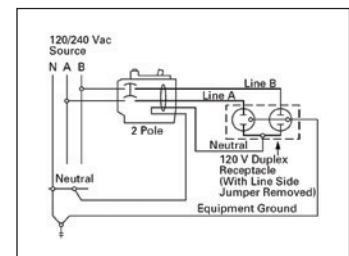 120/240 Vac
Source
N A B
Line B
Line A
2 Pole
Neutral
120 V Duplex
Receptacle
(With Line Side
Jumper Removed)
Neutral
Equipment Ground